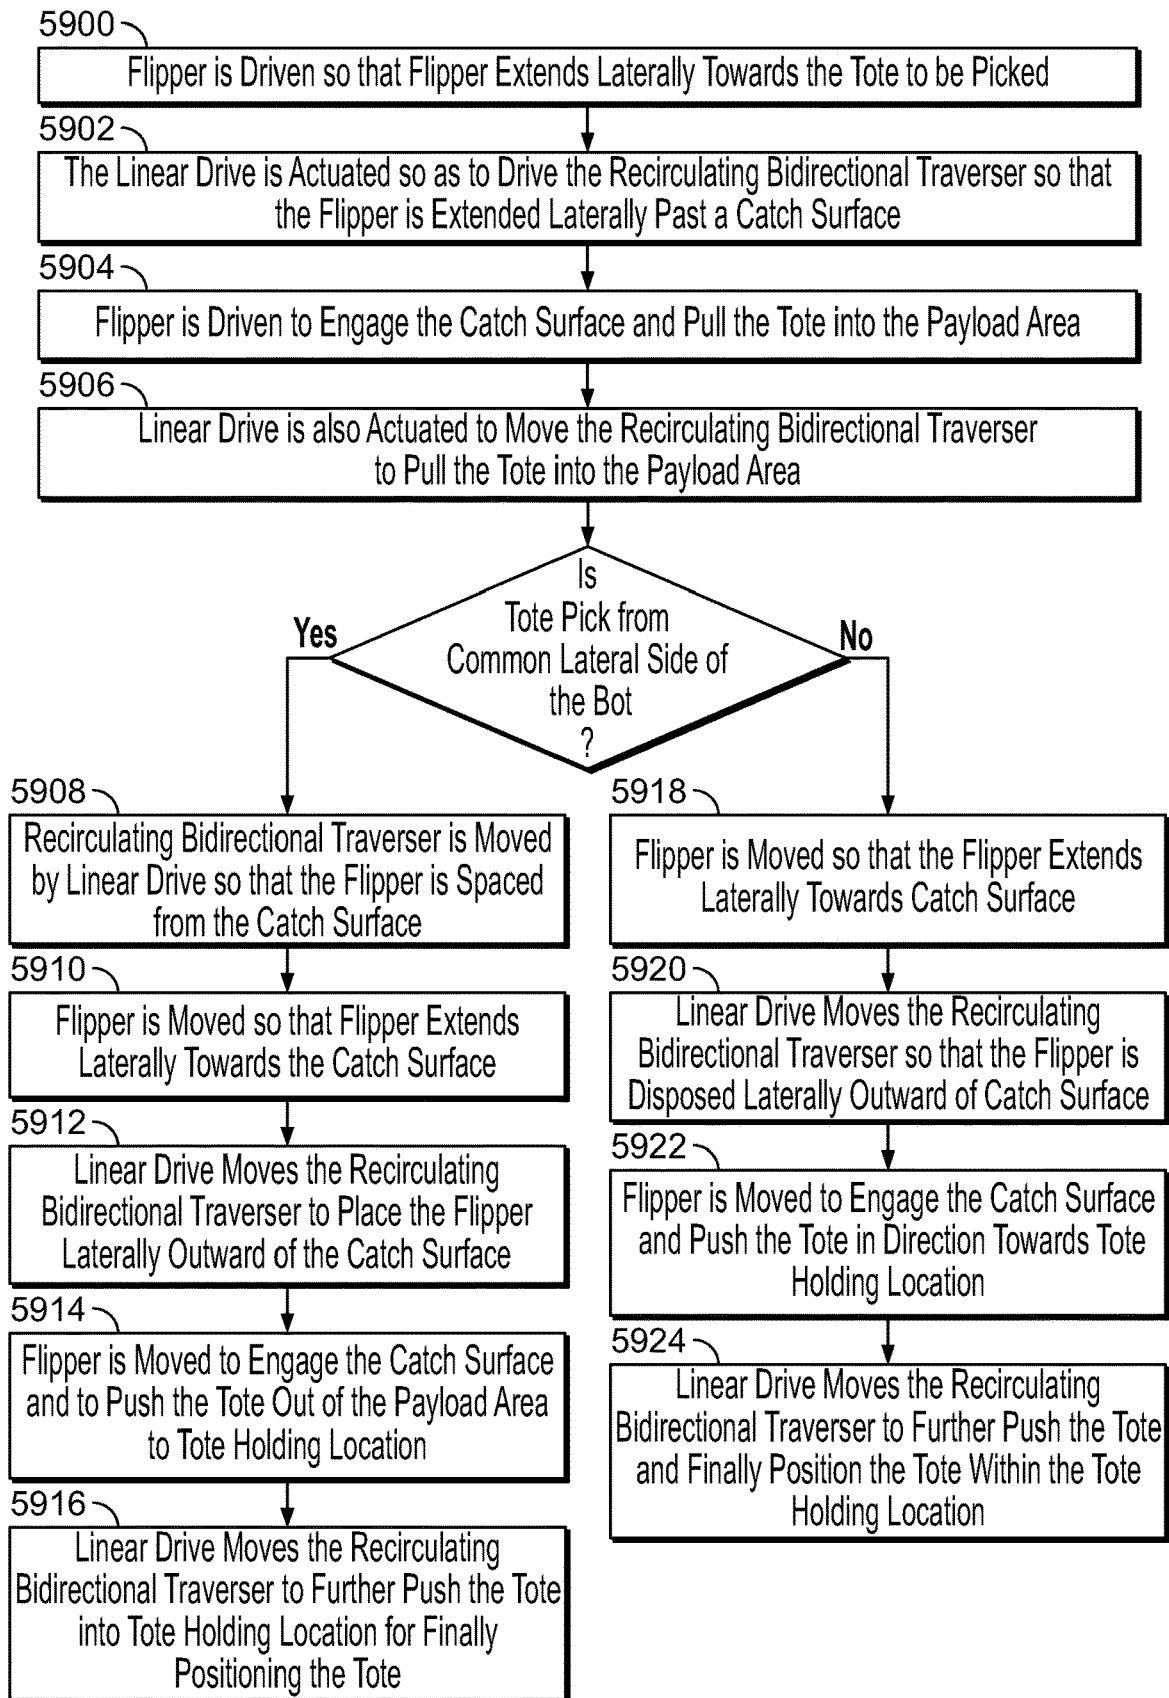 5900
Flipper is Driven so that Flipper Extends Laterally Towards the Tote to be Picked
5902
The Linear Drive is Actuated so as to Drive the Recirculating Bidirectional Traverser so that
the Flipper is Extended Laterally Past a Catch Surface
5904
Flipper is Driven to Engage the Catch Surface and Pull the Tote into the Payload Area
5906
Linear Drive is also Actuated to Move the Recirculating Bidirectional Traverser
to Pull the Tote into the Payload Area
Is
Tote Pick from
Common Lateral Side of
the Bot
?
Yes
No
5908
Recirculating Bidirectional Traverser is Moved
by Linear Drive so that the Flipper is Spaced
from the Catch Surface
5910
Flipper is Moved so that Flipper Extends
Laterally Towards the Catch Surface
5912
Linear Drive Moves the Recirculating
Bidirectional Traverser to Place the Flipper
Laterally Outward of the Catch Surface
5914
Flipper is Moved to Engage the Catch Surface
and to Push the Tote Out of the Payload Area
to Tote Holding Location
5916
Linear Drive Moves the Recirculating
Bidirectional Traverser to Further Push the Tote
into Tote Holding Location for Finally
Positioning the Tote
5918
Flipper is Moved so that the Flipper Extends
Laterally Towards Catch Surface
5920
Linear Drive Moves the Recirculating
Bidirectional Traverser so that the Flipper is
Disposed Laterally Outward of Catch Surface
5922
Flipper is Moved to Engage the Catch Surface
and Push the Tote in Direction Towards Tote
Holding Location
5924
Linear Drive Moves the Recirculating
Bidirectional Traverser to Further Push the Tote
and Finally Position the Tote Within the Tote
Holding Location